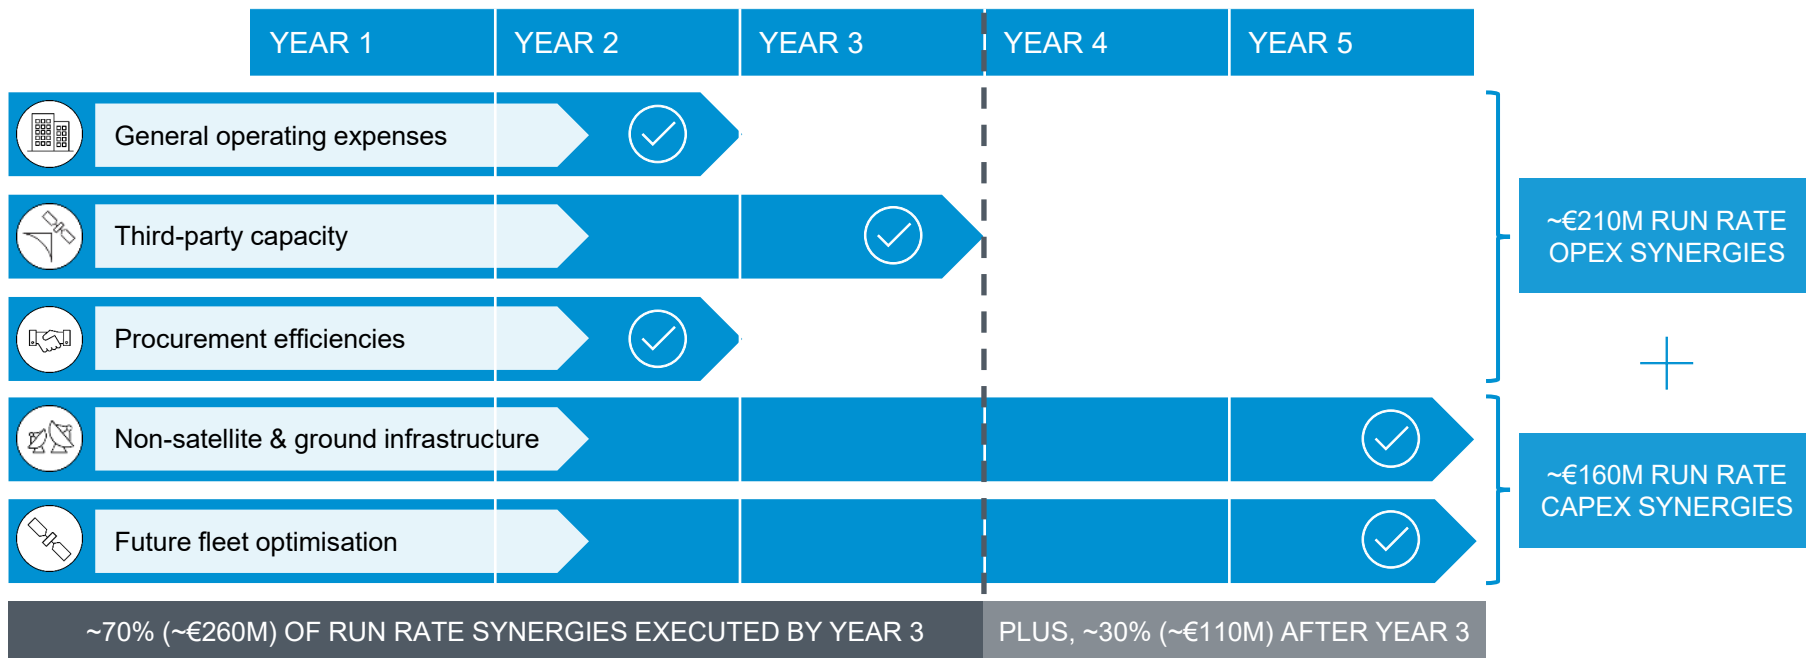 YEAR 1
YEAR 2
YEAR 3
YEAR 4
YEAR 5
General operating expenses
Third-party capacity
Procurement efficiencies
Non-satellite & ground infrastructure
Future fleet optimisation
~€210M RUN RATE
OPEX SYNERGIES
~€160M RUN RATE
CAPEX SYNERGIES
~70% (~€260M) OF RUN RATE SYNERGIES EXECUTED BY YEAR 3
PLUS, ~30% (~€110M) AFTER YEAR 3